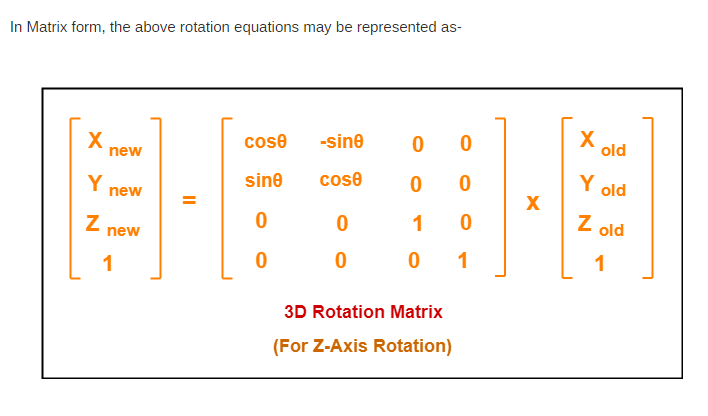 In Matrix form, the above rotation equations may be represented as-
X new = cosθ -sinθ 0 0 x X old
Y new sinθ cosθ 0 0 Y old
Z new 0 0 1 0 Z old
1 0 0 0 1 1
3D Rotation Matrix
(For Z-Axis Rotation)